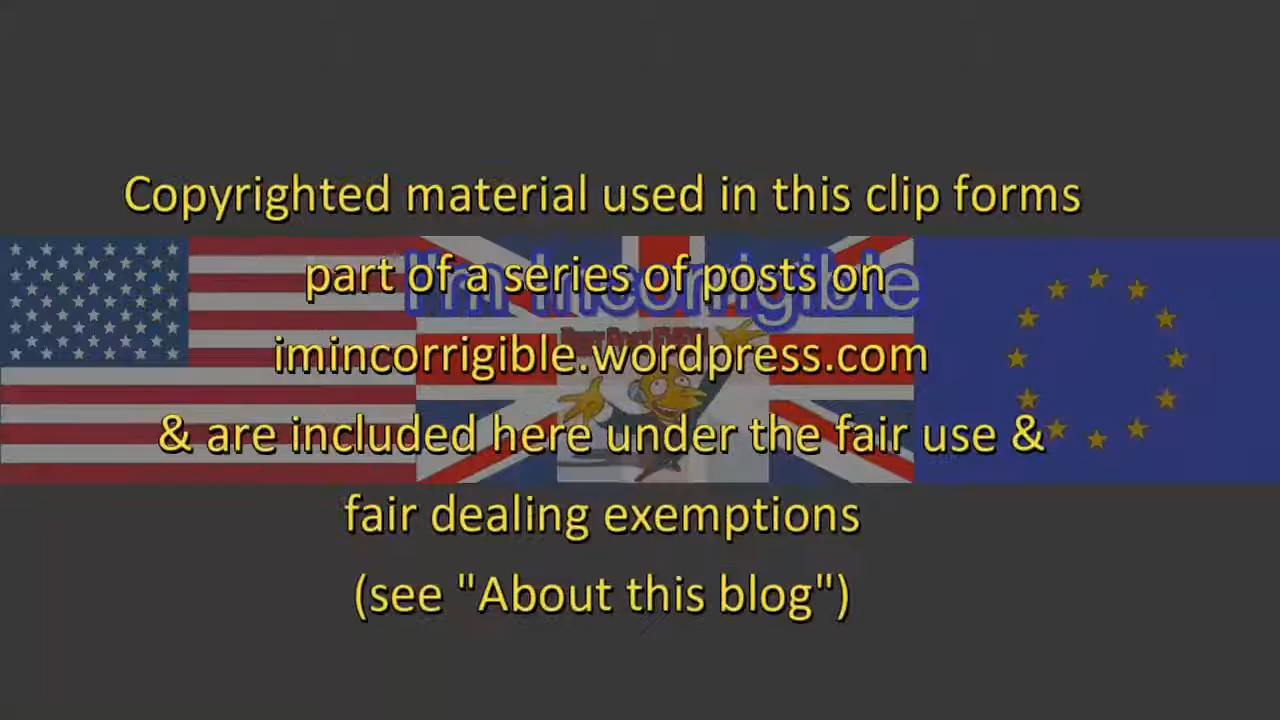 Copyrighted material used in this clip forms
part of a series of posts on
I'm Incorrigible
imincorrigible.wordpress.com
& are included here under the fair use &
fair dealing exemptions
(see "About this blog")